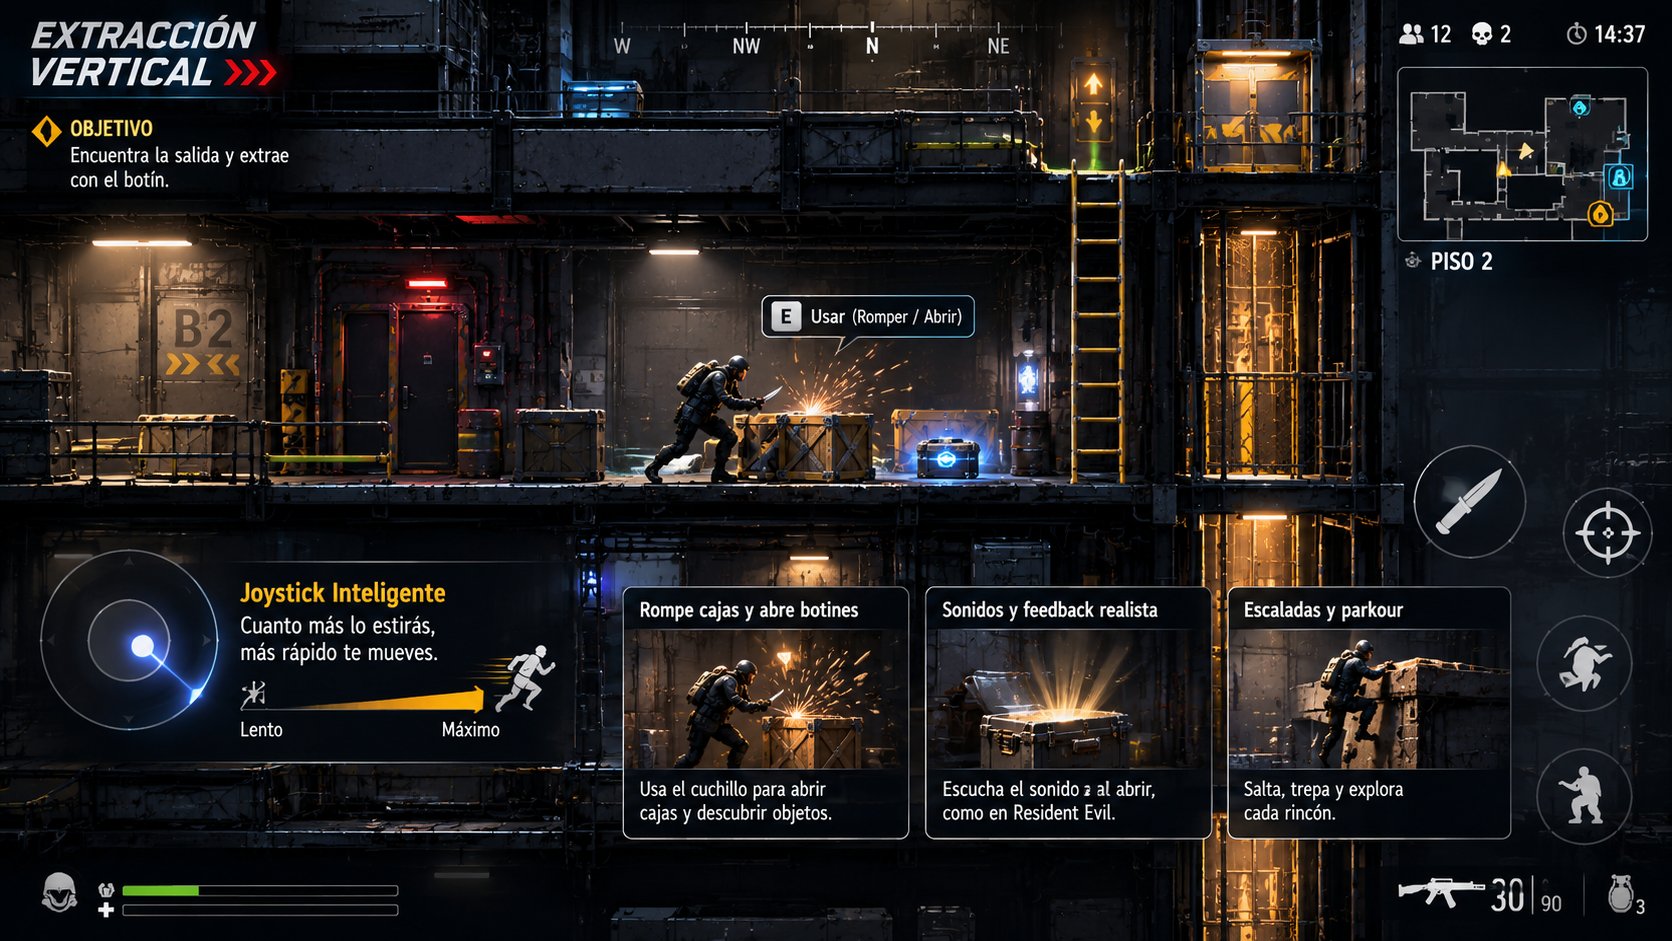 EXTRACCIÓN
VERTICAL
OBJETIVO
Encuentra la salida y extrae
con el botín.
W NW N NE
12 2 14:37
PISO 2
B2
E Usar (Romper / Abrir)
Joystick Inteligente
Cuanto más lo estirás,
más rápido te mueves.
Lento Máximo
Rompe cajas y abre botines
Usa el cuchillo para abrir
cajas y descubrir objetos.
Sonidos y feedback realista
Escucha el sonido al abrir,
como en Resident Evil.
Escaladas y parkour
Salta, trepa y explora
cada rincón.
30 90 3